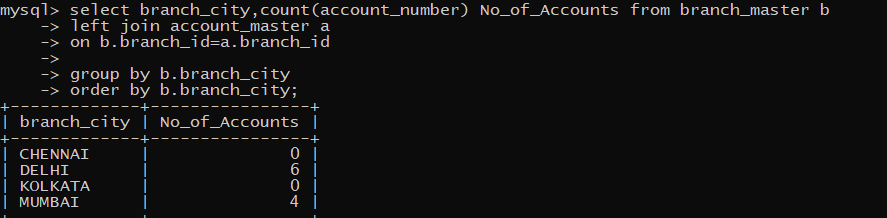 mysql> select branch_city,count(account_number) No_of_Accounts from branch_master b
    -> left join account_master a
    -> on b.branch_id=a.branch_id
    ->
    -> group by b.branch_city
    -> order by b.branch_city;
+-------------+----------------+
| branch_city | No_of_Accounts |
+-------------+----------------+
| CHENNAI     |              0 |
| DELHI       |              6 |
| KOLKATA     |              0 |
| MUMBAI      |              4 |